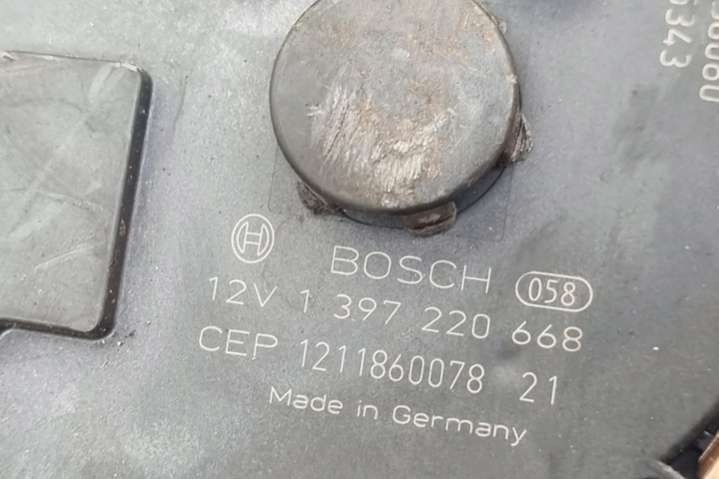 BOSCH 058
12V 1 397 220 668
CEP 1211860078 21
Made in Germany